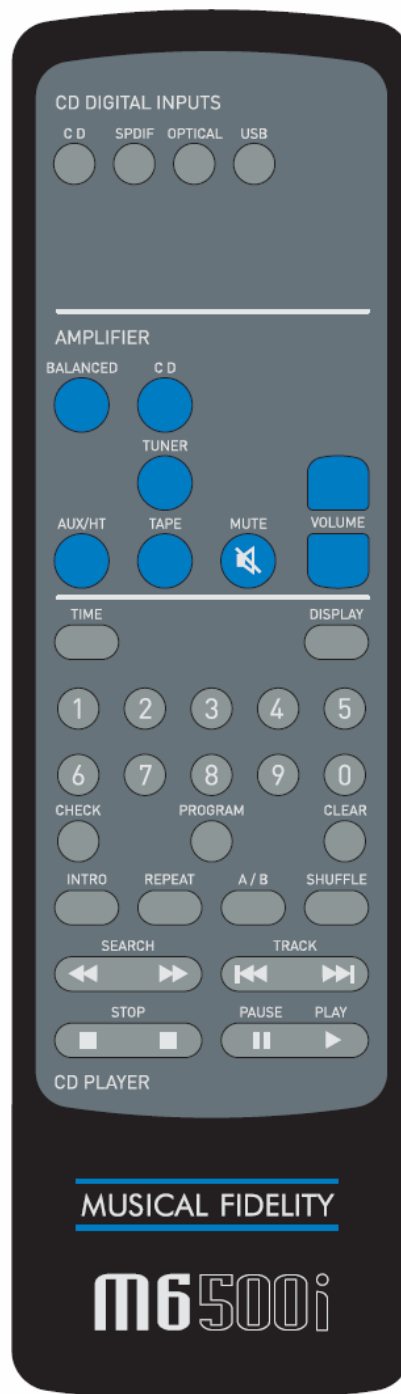 CD DIGITAL INPUTS
CD SPDIF OPTICAL USB
AMPLIFIER
BALANCED CD
TUNER
AUX/HT TAPE MUTE VOLUME
TIME DISPLAY
1 2 3 4 5
6 7 8 9 0
CHECK PROGRAM CLEAR
INTRO REPEAT A/B SHUFFLE
SEARCH TRACK
STOP PAUSE PLAY
CD PLAYER
MUSICAL FIDELITY
M6500i